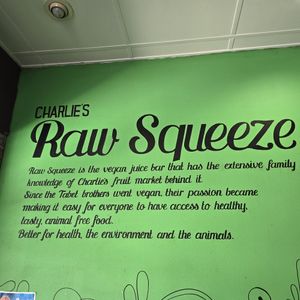 CHARLIE'S
Raw Squeeze
Raw Squeeze is the vegan juice bar that has the extensive family
knowledge of Charlies fruit market behind it.
Since the Tabet brothers went vegan, their passion became
making it easy for everyone to have access to healthy,
tasty, animal free food.
Better for health, the environment and the animals.